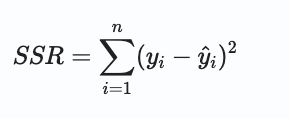 SSR = \sum_{i=1}^{n} (y_i - \hat{y}_i)^2